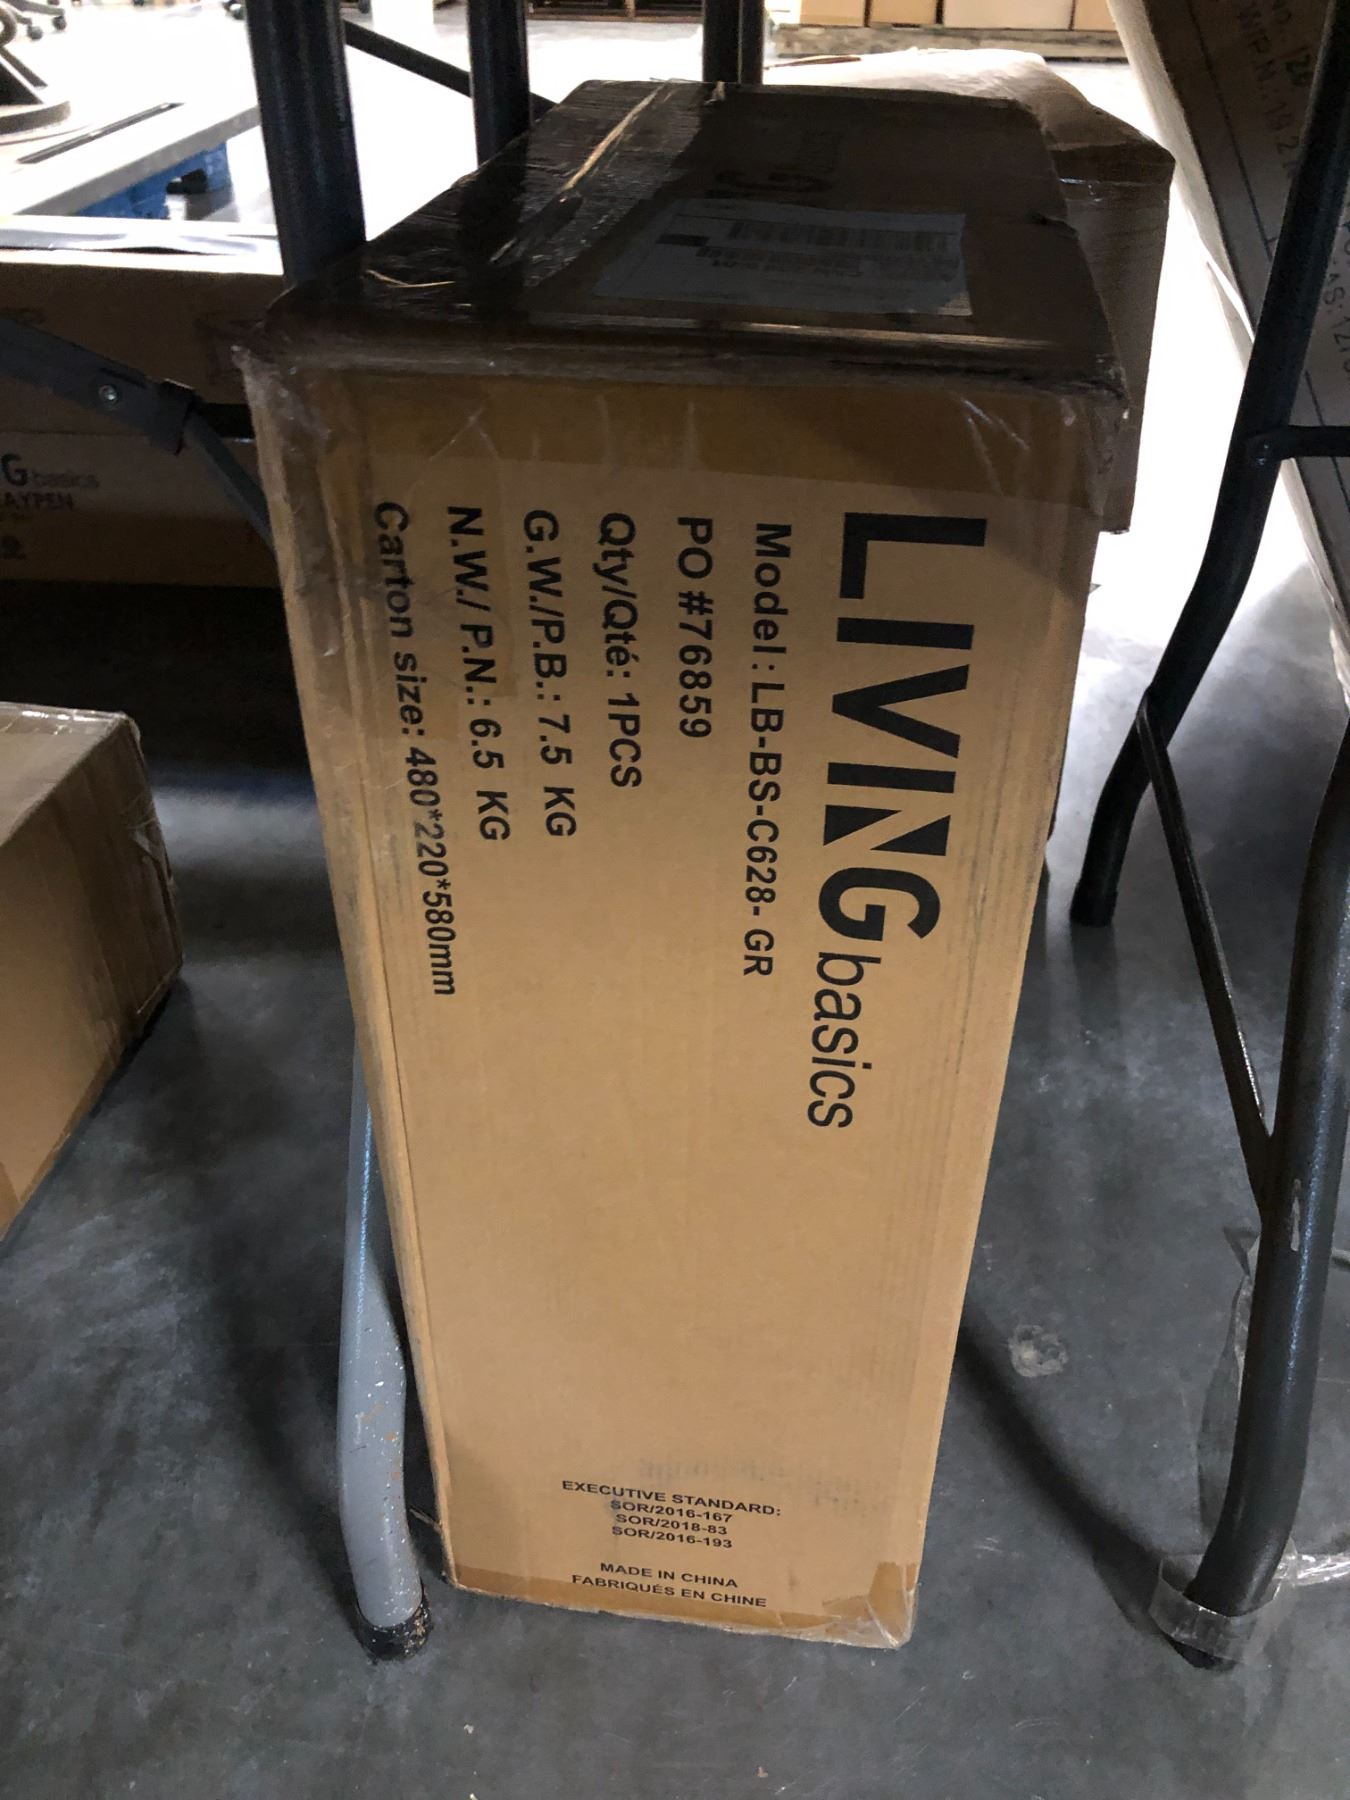 LIVINGbasics
Model: LB-BS-C628-GR
PO #76859
Qty/Qté: 1PCS
G.W./P.B.: 7.5 KG
N.W./ P.N.: 6.5 KG
Carton size: 480*220*580mm
EXECUTIVE STANDARD:
SOR/2016-167
SOR/2018-83
SOR/2016-193
MADE IN CHINA
FABRIQUÉS EN CHINE
G basics
AYPEN